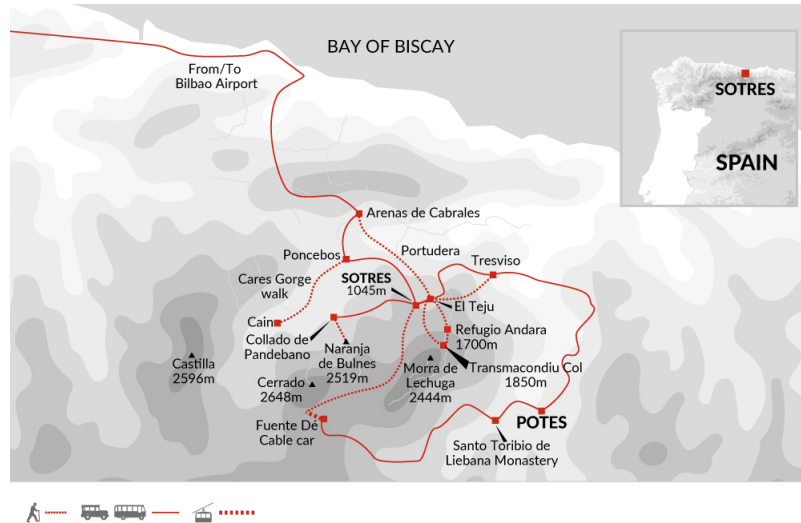 BAY OF BISCAY
From/To
Bilbao Airport
SOTRES
SPAIN
Arenas de Cabrales
Poncebos
Portudera
Tresviso
Cares Gorge
walk
SOTRES
1045m
El Teju
Cain
Collado de
Pandebano
Refugio Andara
1700m
Naranja
de Bulnes
2519m
Castilla
2596m
Cerrado
2648m
Morra de
Lechuga
2444m
Transmacondiu Col
1850m
Fuente Dé
Cable car
POTES
Santo Toribio de
Liebana Monastery